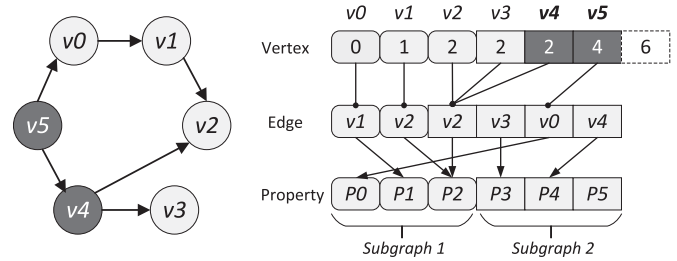 v0 v1
v5 v2
v4 v3
v0 v1 v2 v3 v4 v5
Vertex 0 1 2 2 2 4 6
Edge v1 v2 v2 v3 v0 v4
Property P0 P1 P2 P3 P4 P5
Subgraph 1 Subgraph 2